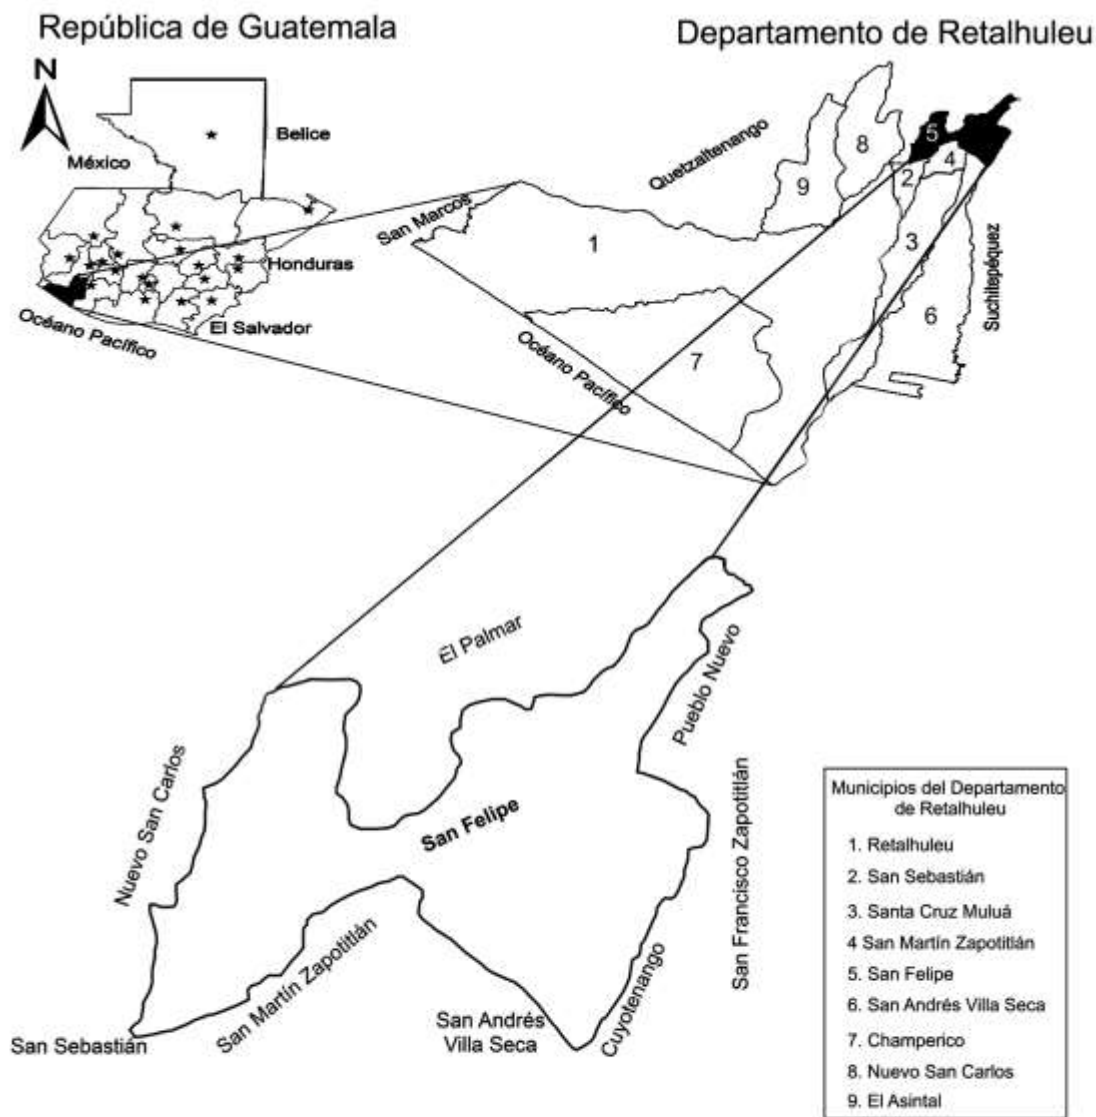 República de Guatemala
Departamento de Retalhuleu
N
Belice
México
Honduras
El Salvador
Océano Pacífico
Quetzaltenango
San Marcos
Suchitepéquez
Océano Pacífico
1
2
3
4
5
6
7
8
9
El Palmar
Pueblo Nuevo
Nuevo San Carlos
San Felipe
San Francisco Zapotitlán
San Martín Zapotitlán
San Andrés
Villa Seca
Cuyotenango
San Sebastián
Municipios del Departamento
de Retalhuleu
1. Retalhuleu
2. San Sebastián
3. Santa Cruz Muluá
4 San Martín Zapotitlán
5. San Felipe
6. San Andrés Villa Seca
7. Champerico
8. Nuevo San Carlos
9. El Asintal